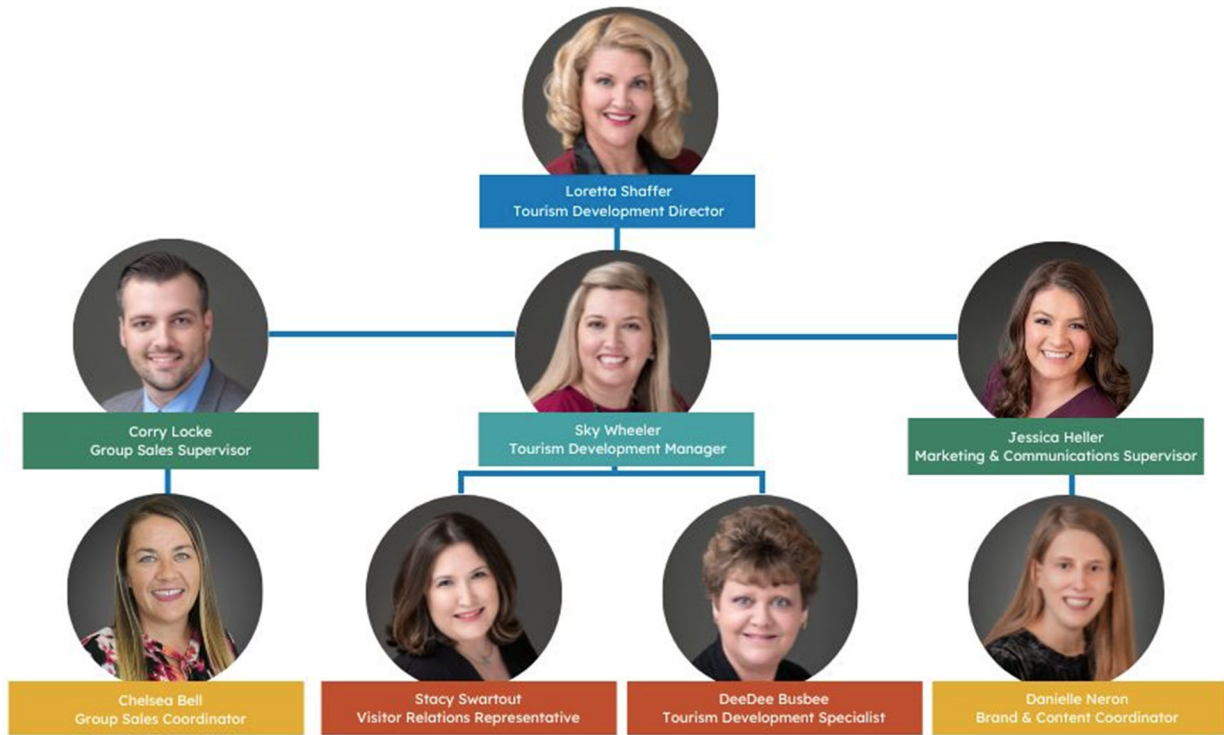 Loretta Shaffer
Tourism Development Director
Corry Locke
Group Sales Supervisor
Sky Wheeler
Tourism Development Manager
Jessica Heller
Marketing & Communications Supervisor
Chelsea Bell
Group Sales Coordinator
Stacy Swartout
Visitor Relations Representative
DeeDee Busbee
Tourism Development Specialist
Danielle Neron
Brand & Content Coordinator